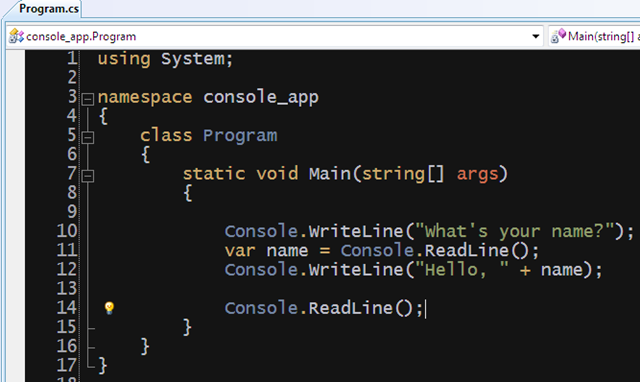 Program.cs
console_app.Program Main(string[] a
1 using System;
2
3 namespace console_app
4 {
5 class Program
6 {
7 static void Main(string[] args)
8 {
9
10 Console.WriteLine("What's your name?");
11 var name = Console.ReadLine();
12 Console.WriteLine("Hello, " + name);
13
14 Console.ReadLine();
15 }
16 }
17 }
18